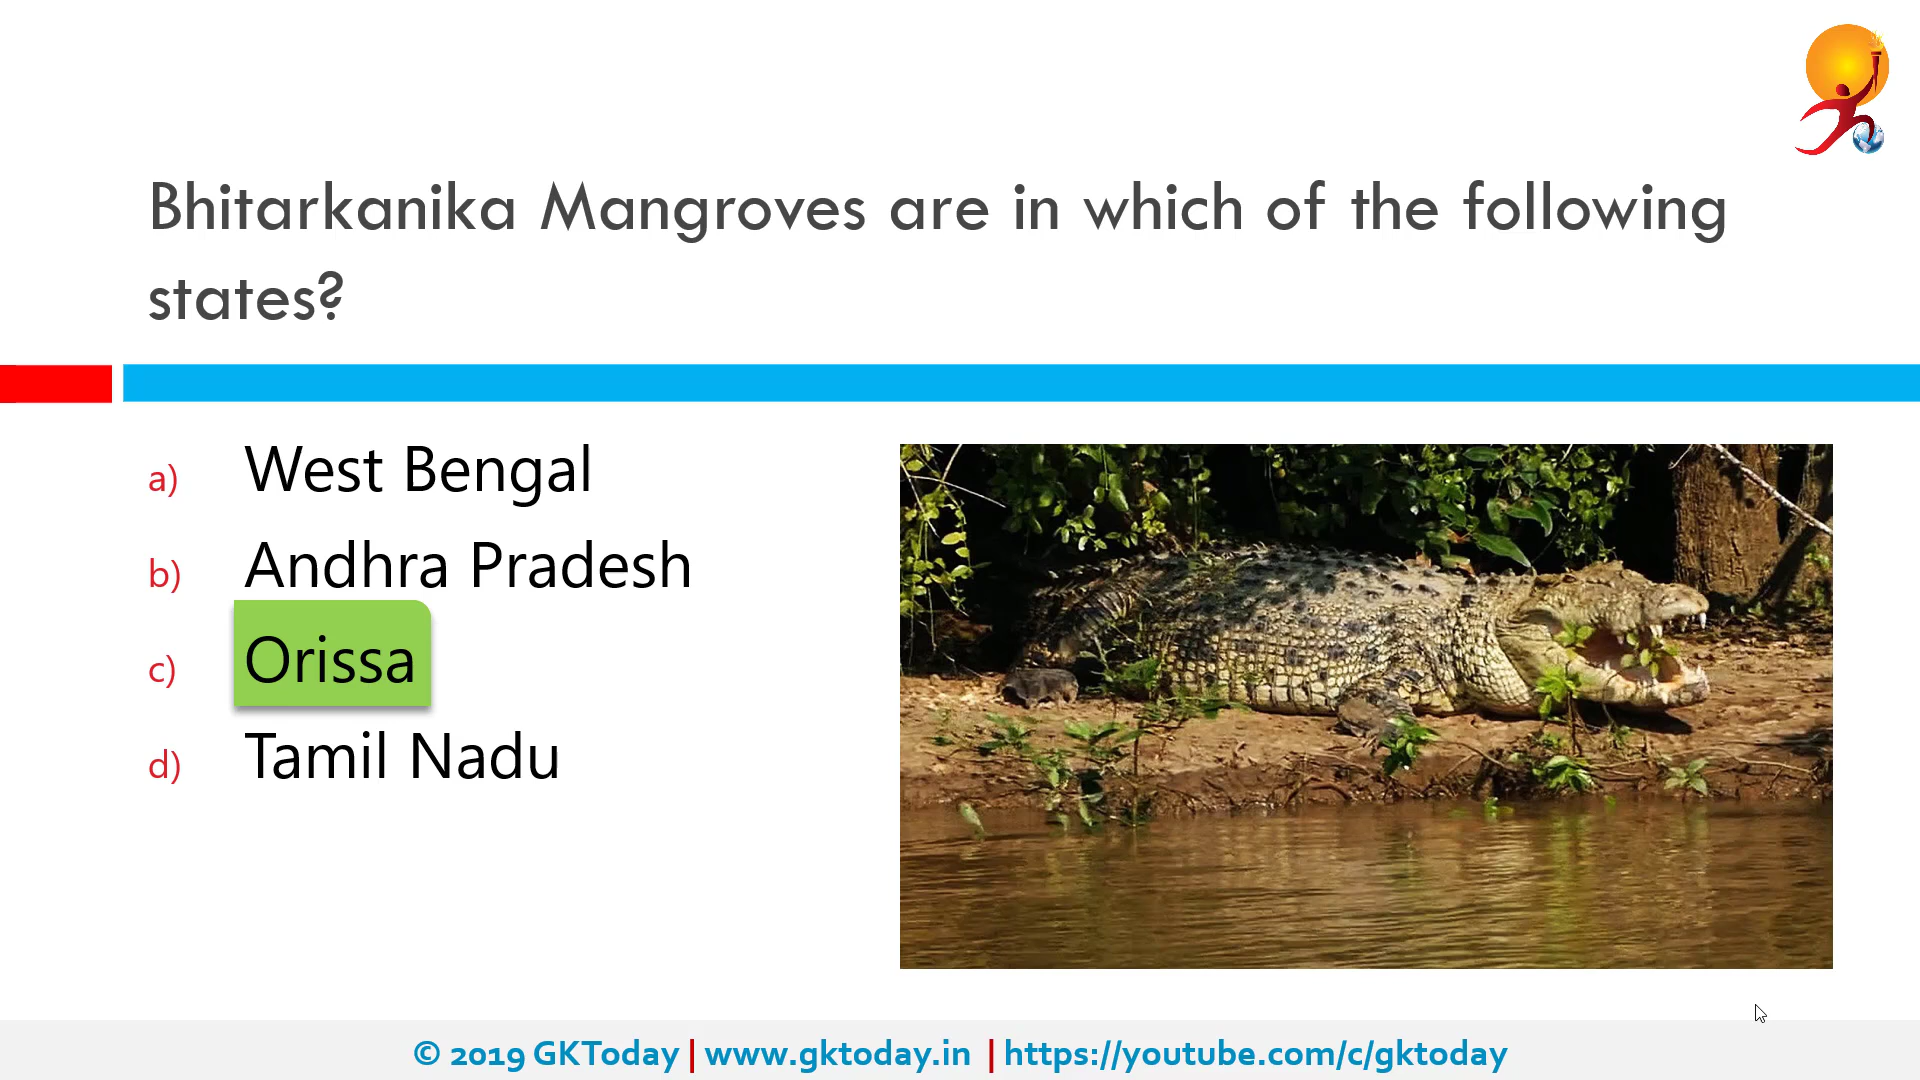 Bhitarkanika Mangroves are in which of the following
states?
a) West Bengal
b) Andhra Pradesh
c) Orissa
d) Tamil Nadu
© 2019 GKToday | www.gktoday.in | https://youtube.com/c/gktoday